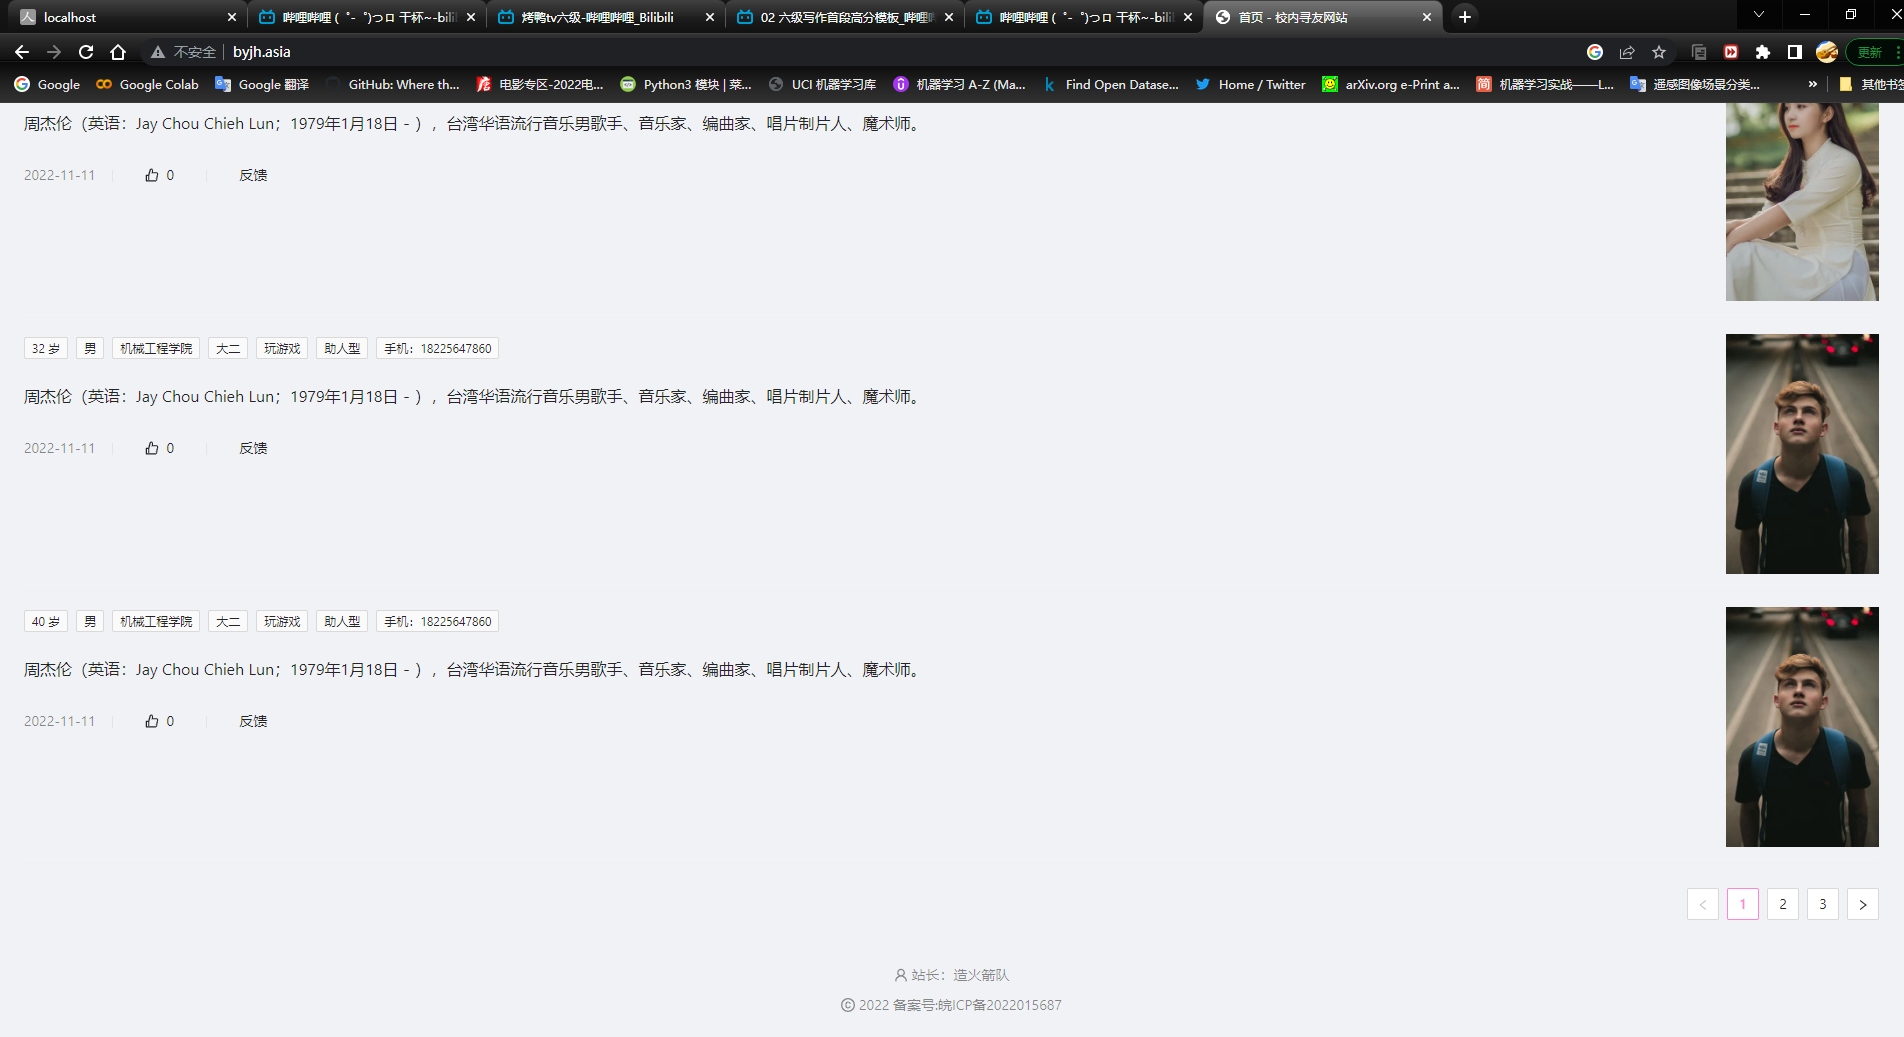 localhost
哔哩哔哩 (゜-゜)つロ 干杯~-bili
烤鸭tv六级-哔哩哔哩_Bilibili
02 六级写作首段高分模板_哔哩
哔哩哔哩 (゜-゜)つロ 干杯~-bili
首页 - 校内寻友网站
不安全 byjh.asia
更新
Google
Google Colab
Google 翻译
GitHub: Where th...
电影专区-2022电...
Python3 模块 | 菜...
UCI 机器学习库
机器学习 A-Z (Ma...
Find Open Datase...
Home / Twitter
arXiv.org e-Print a...
机器学习实战——L...
遥感图像场景分类...
»
其他书签
周杰伦（英语：Jay Chou Chieh Lun；1979年1月18日 - ），台湾华语流行音乐男歌手、音乐家、编曲家、唱片制片人、魔术师。
2022-11-11 0 反馈
32 岁 男 机械工程学院 大二 玩游戏 助人型 手机：18225647860
周杰伦（英语：Jay Chou Chieh Lun；1979年1月18日 - ），台湾华语流行音乐男歌手、音乐家、编曲家、唱片制片人、魔术师。
2022-11-11 0 反馈
40 岁 男 机械工程学院 大二 玩游戏 助人型 手机：18225647860
周杰伦（英语：Jay Chou Chieh Lun；1979年1月18日 - ），台湾华语流行音乐男歌手、音乐家、编曲家、唱片制片人、魔术师。
2022-11-11 0 反馈
< 1 2 3 >
站长：造火箭队
© 2022 备案号:皖ICP备2022015687